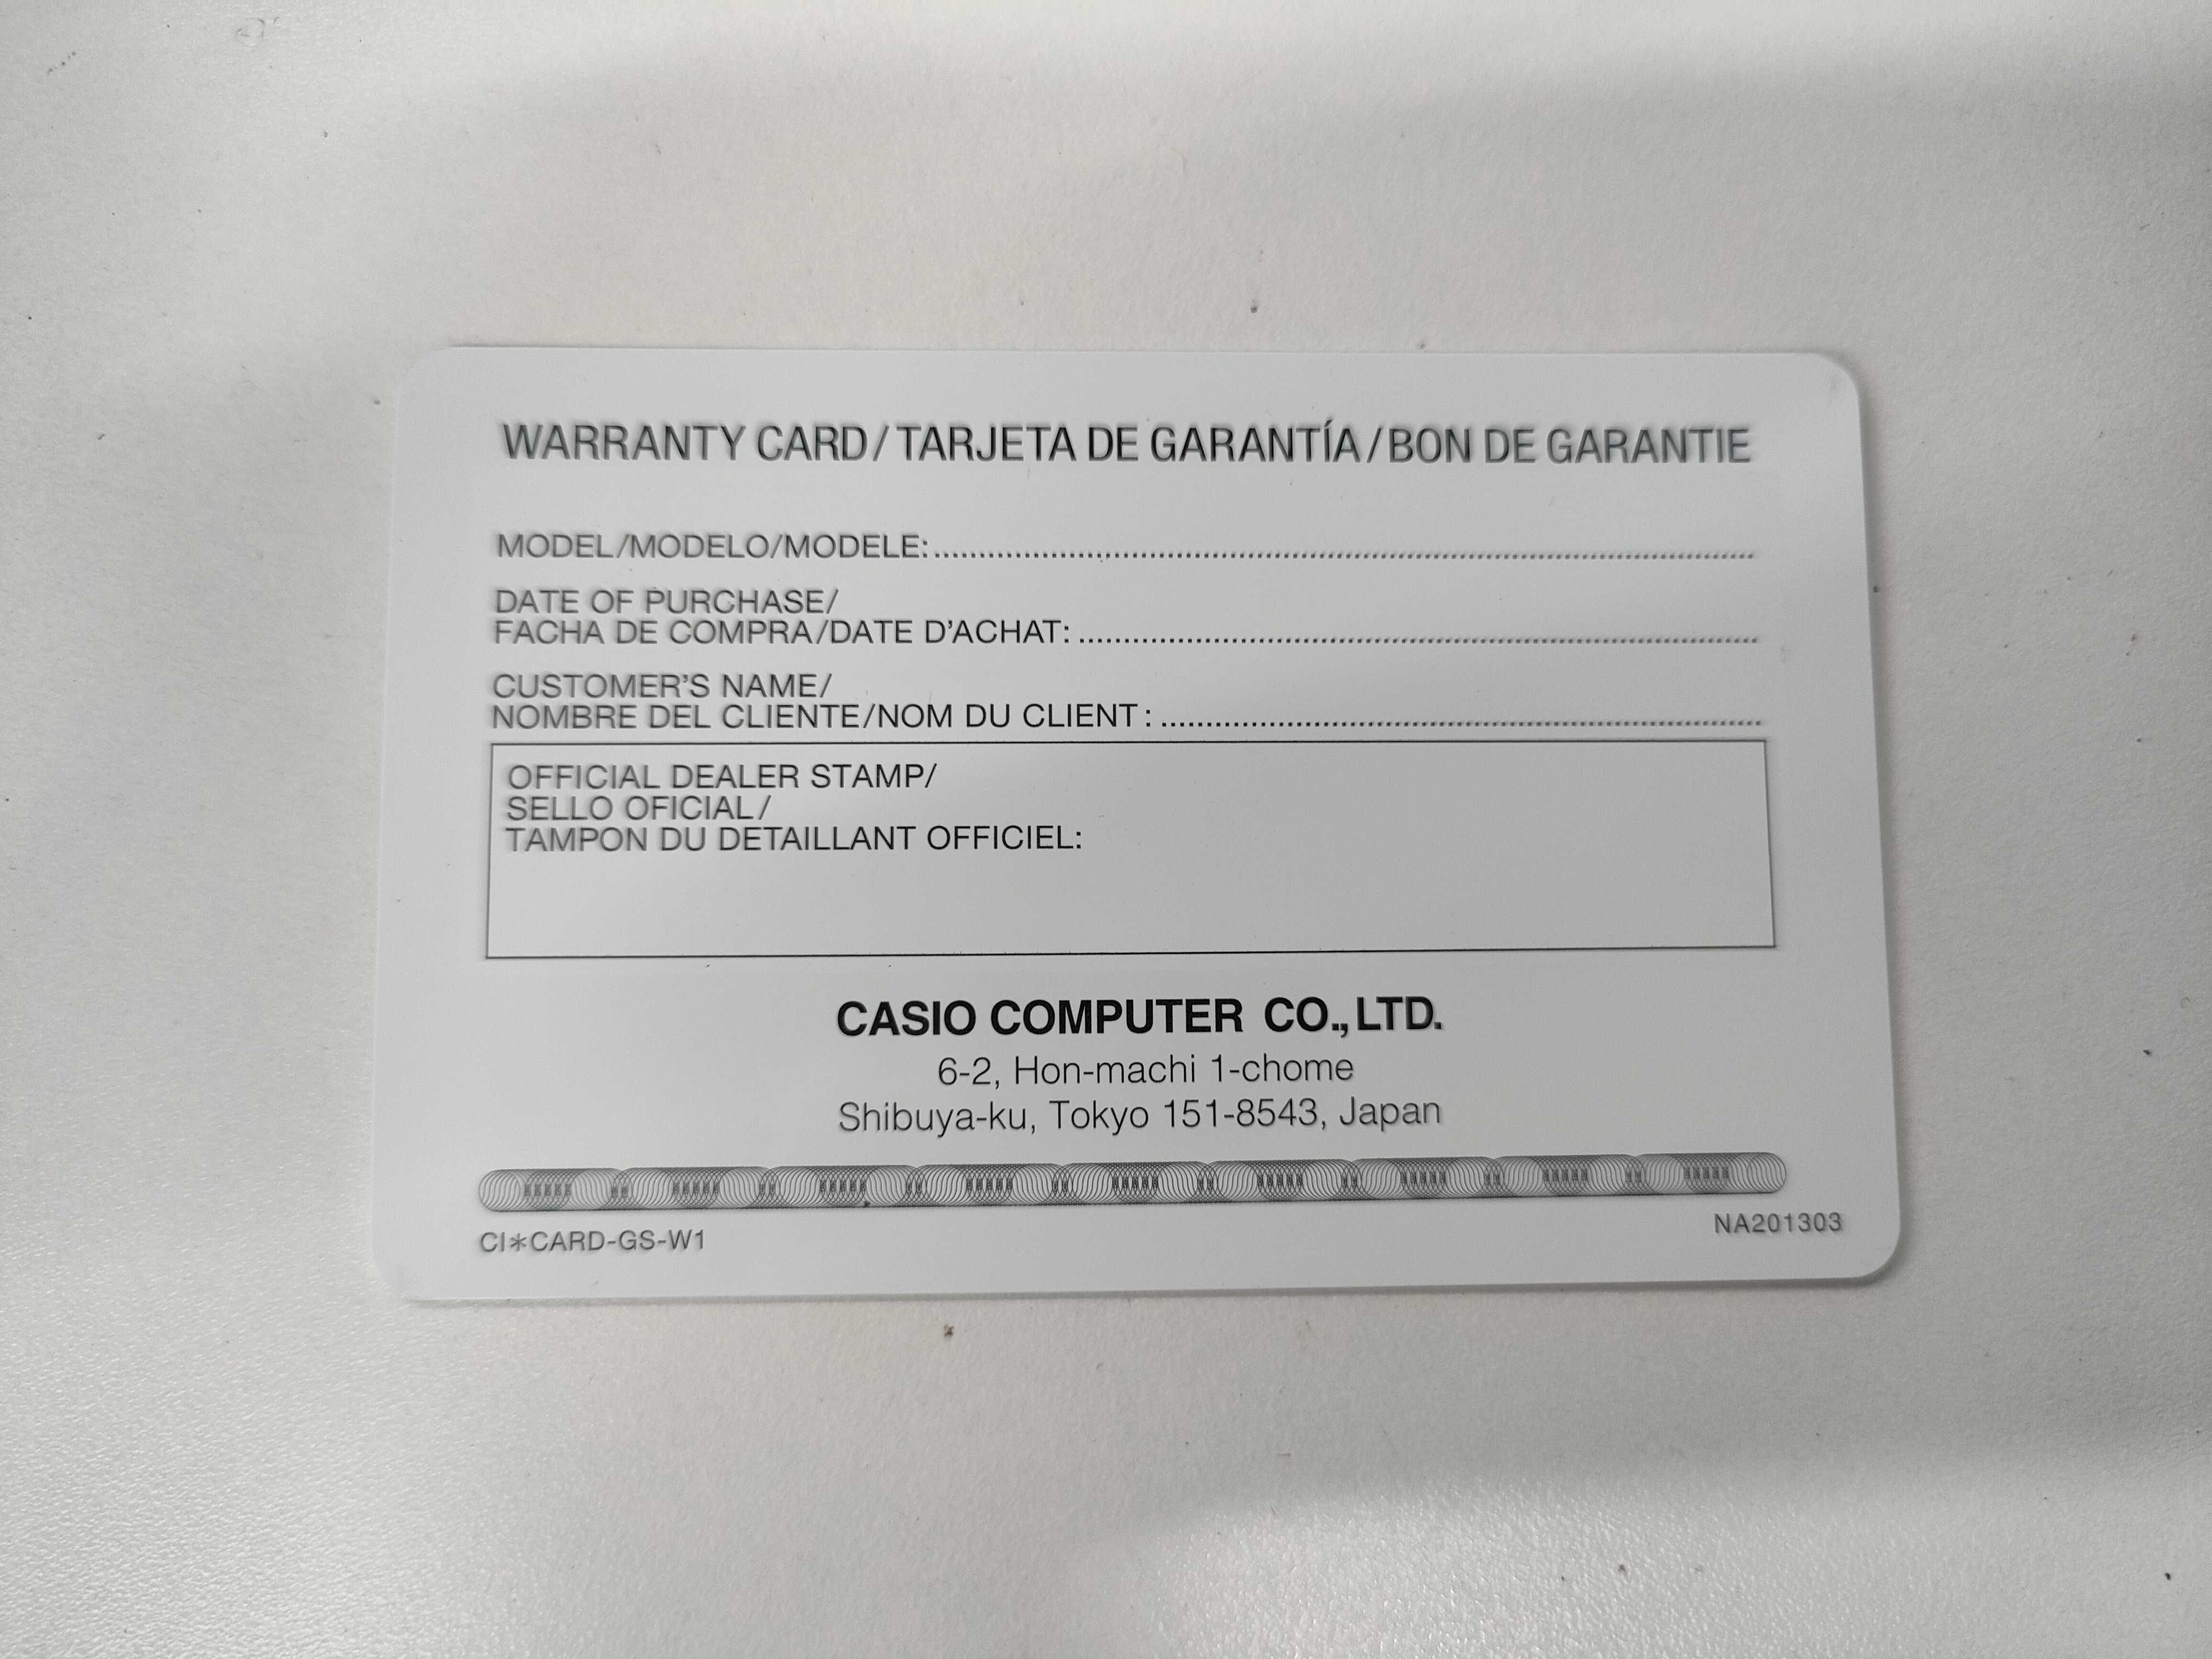 WARRANTY CARD/TARJETA DE GARANTÍA/BON DE GARANTIE
MODEL/MODELO/MODELE:
DATE OF PURCHASE/
FACHA DE COMPRA/DATE D'ACHAT:
CUSTOMER'S NAME/
NOMBRE DEL CLIENTE/NOM DU CLIENT:
OFFICIAL DEALER STAMP/
SELLO OFICIAL/
TAMPON DU DETAILLANT OFFICIEL:
CASIO COMPUTER CO., LTD.
6-2, Hon-machi 1-chome
Shibuya-ku, Tokyo 151-8543, Japan
CI*CARD-GS-W1
NA201303